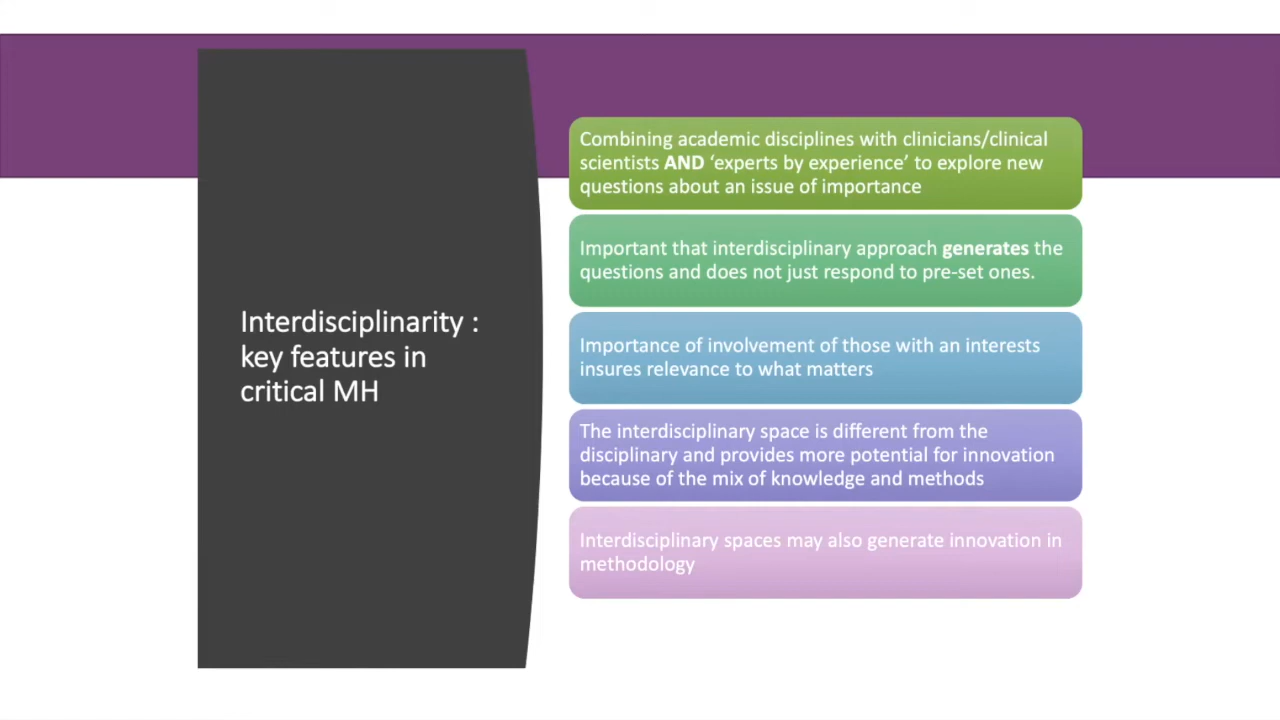 Interdisciplinarity :
key features in
critical MH
Combining academic disciplines with clinicians/clinical
scientists AND ‘experts by experience’ to explore new
questions about an issue of importance
Important that interdisciplinary approach generates the
questions and does not just respond to pre-set ones.
Importance of involvement of those with an interests
insures relevance to what matters
The interdisciplinary space is different from the
disciplinary and provides more potential for innovation
because of the mix of knowledge and methods
Interdisciplinary spaces may also generate innovation in
methodology